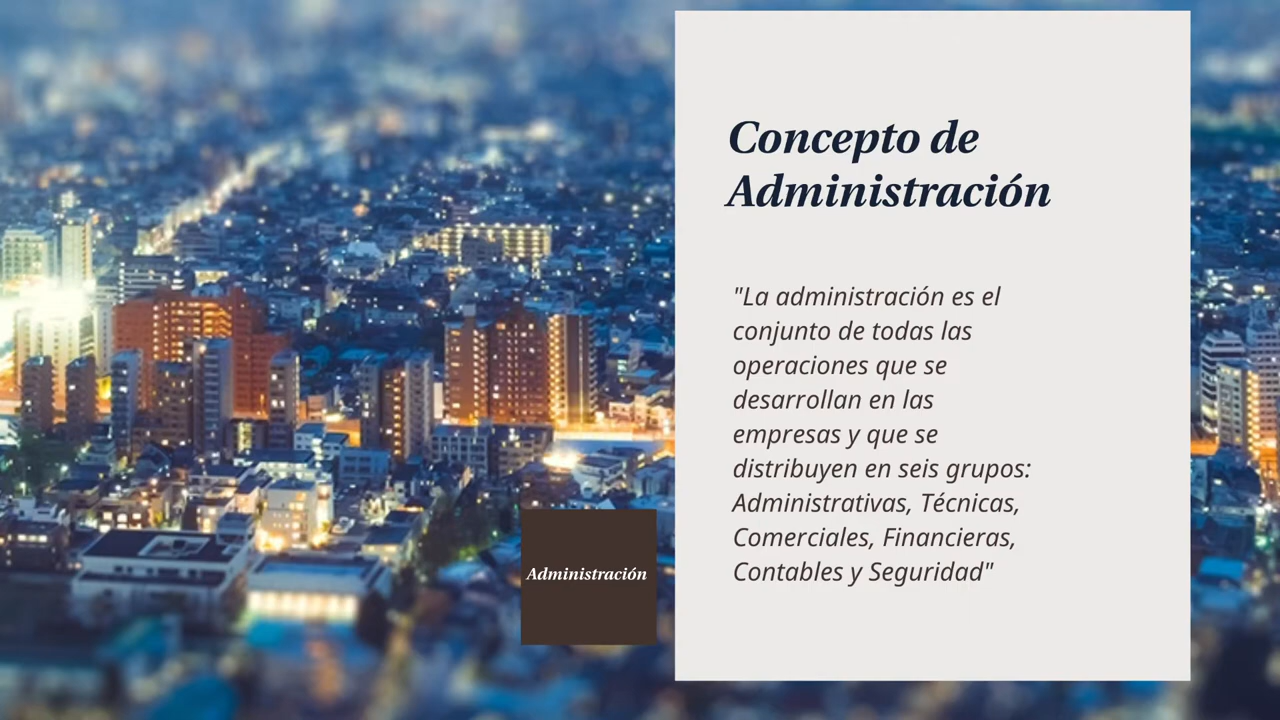 Concepto de
Administración
"La administración es el
conjunto de todas las
operaciones que se
desarrollan en las
empresas y que se
distribuyen en seis grupos:
Administrativas, Técnicas,
Comerciales, Financieras,
Contables y Seguridad"
Administración